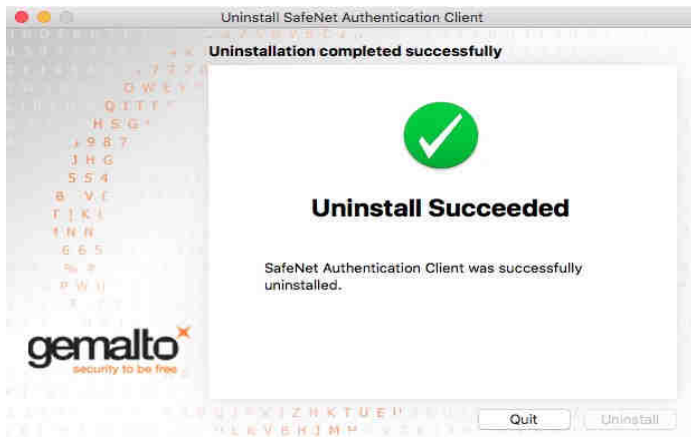 Uninstall SafeNet Authentication Client
Uninstallation completed successfully
Uninstall Succeeded
SafeNet Authentication Client was successfully
uninstalled.
gemalto
security to be free
Quit
Uninstall